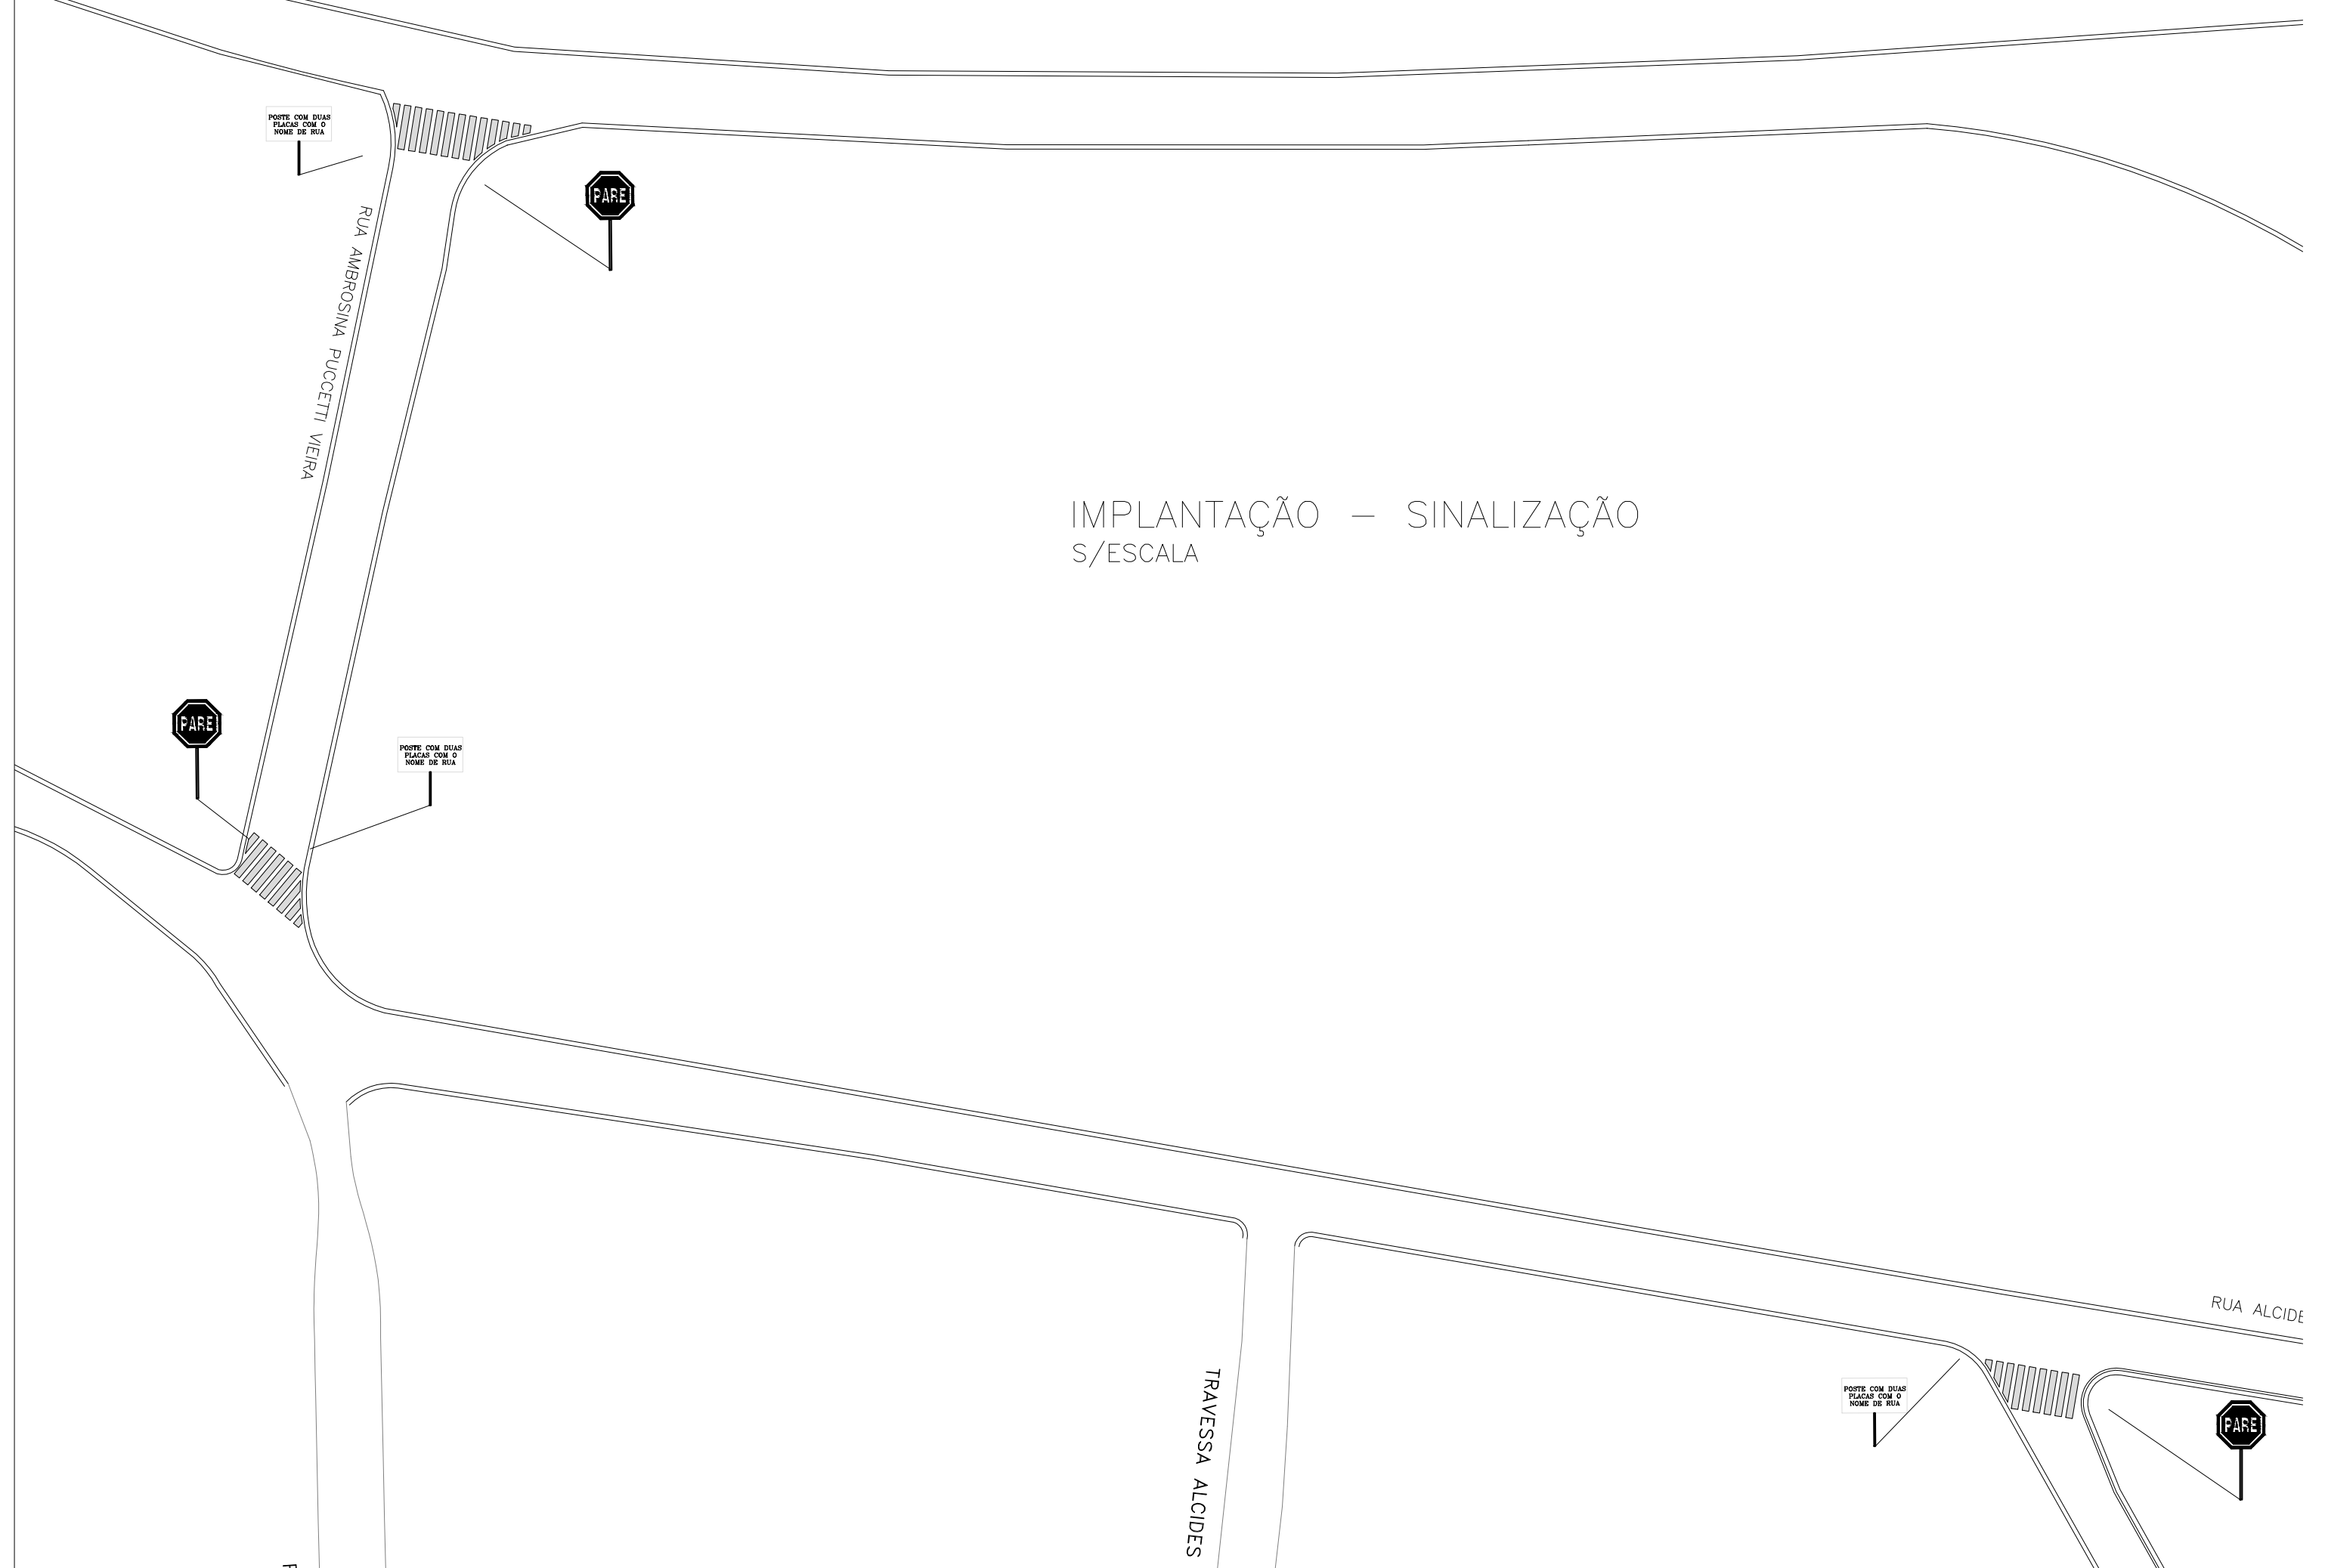 POSTE COM DUAS
PLACAS COM O
NOME DE RUA
PARE
RUA AMBROSINA PUCCETTI VIEIRA
IMPLANTAÇÃO - SINALIZAÇÃO
S/ESCALA
PARE
POSTE COM DUAS
PLACAS COM O
NOME DE RUA
RUA ALCIDE
TRAVESSA ALCIDES
POSTE COM DUAS
PLACAS COM O
NOME DE RUA
PARE